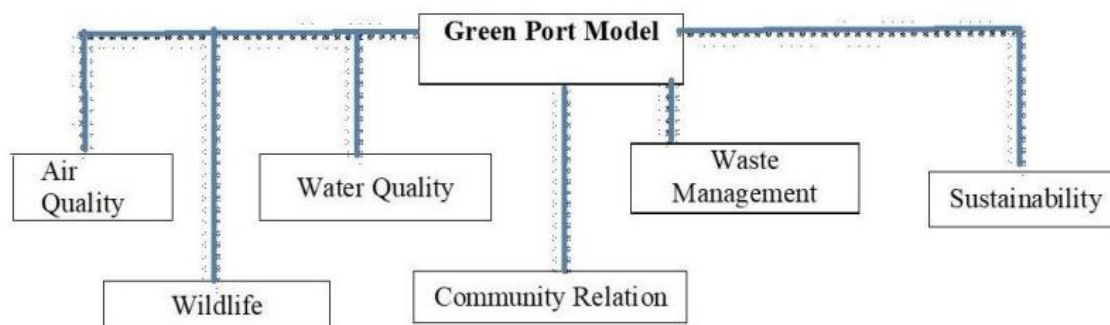 Green Port Model
Air
Quality
Water Quality
Waste
Management
Sustainability
Wildlife
Community Relation